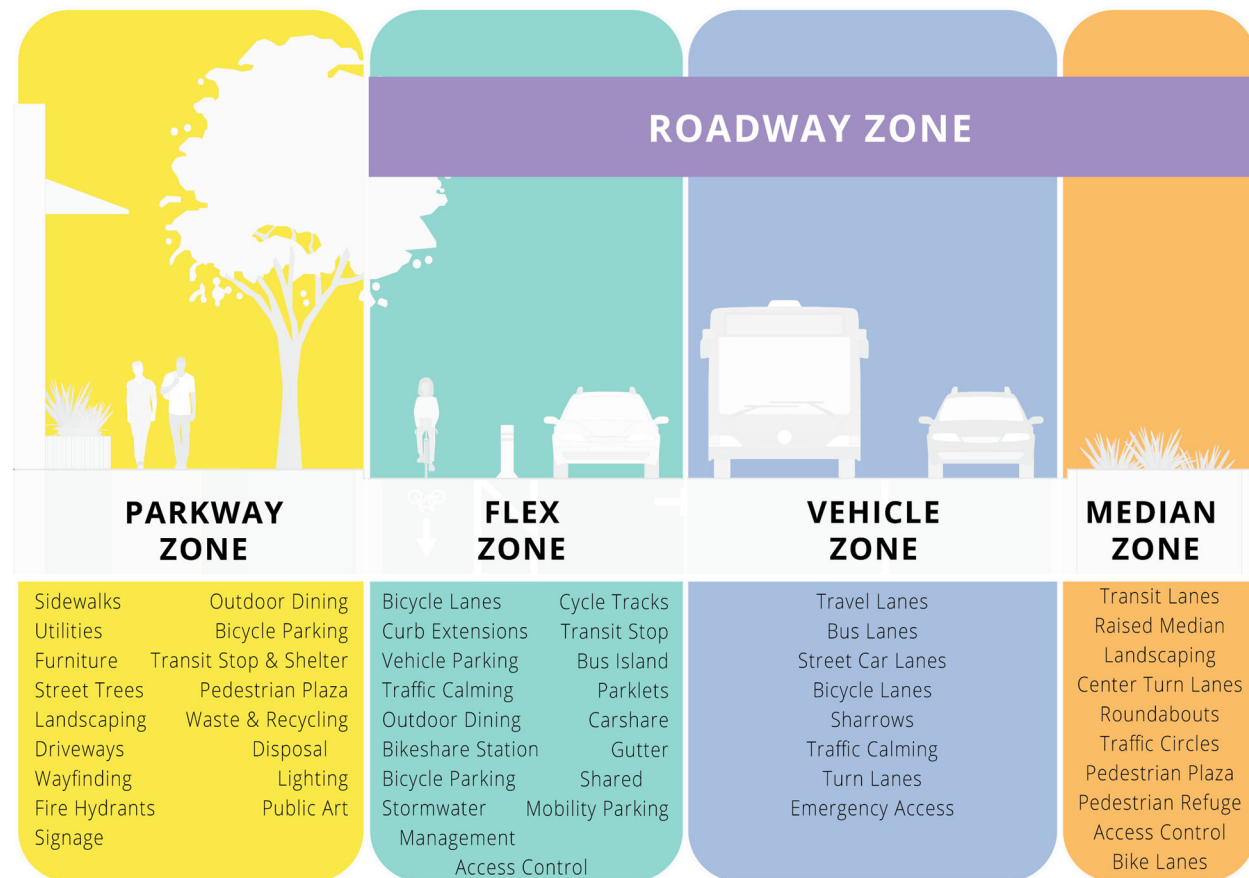 ROADWAY ZONE
PARKWAY
ZONE
Sidewalks
Utilities
Furniture
Street Trees
Landscaping
Driveways
Wayfinding
Fire Hydrants
Signage
Outdoor Dining
Bicycle Parking
Transit Stop & Shelter
Pedestrian Plaza
Waste & Recycling
Disposal
Lighting
Public Art
FLEX
ZONE
Bicycle Lanes
Curb Extensions
Vehicle Parking
Traffic Calming
Outdoor Dining
Bikeshare Station
Bicycle Parking
Stormwater
Management
Cycle Tracks
Transit Stop
Bus Island
Parklets
Carshare
Gutter
Shared
Mobility Parking
Access Control
VEHICLE
ZONE
Travel Lanes
Bus Lanes
Street Car Lanes
Bicycle Lanes
Sharrows
Traffic Calming
Turn Lanes
Emergency Access
MEDIAN
ZONE
Transit Lanes
Raised Median
Landscaping
Center Turn Lanes
Roundabouts
Traffic Circles
Pedestrian Plaza
Pedestrian Refuge
Access Control
Bike Lanes